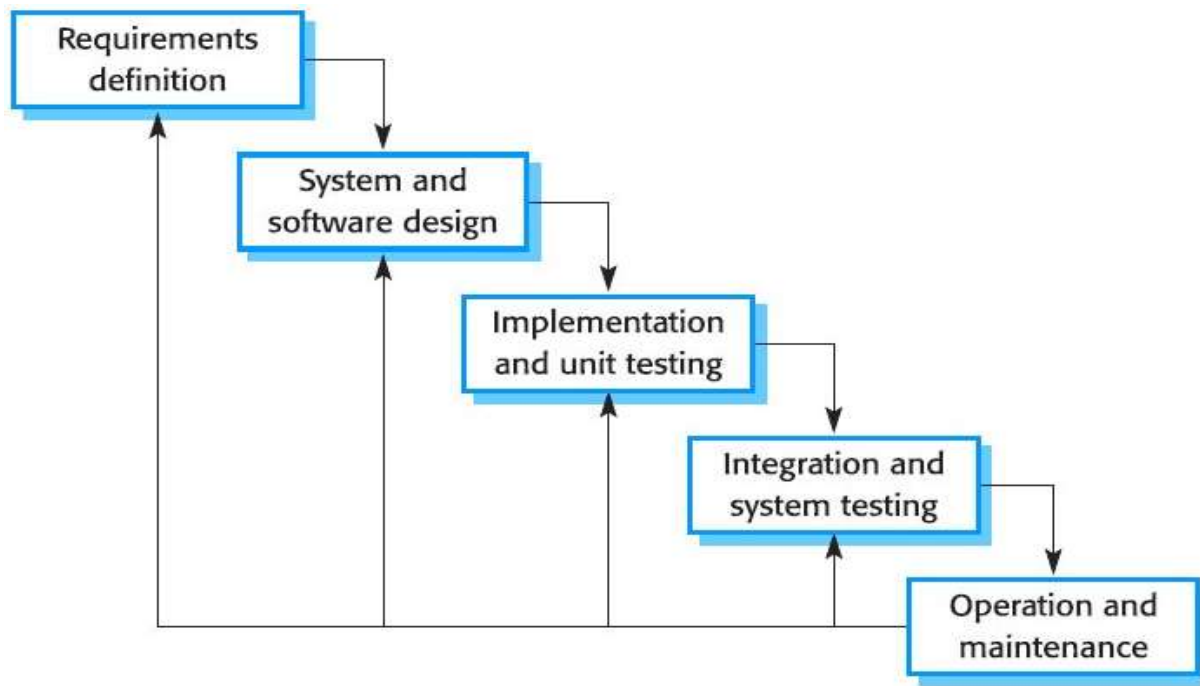 Requirements
definition
System and
software design
Implementation
and unit testing
Integration and
system testing
Operation and
maintenance